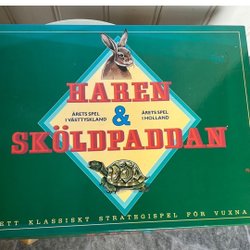 HAREN
ÅRETS SPEL
I VÄSTTYSKLAND
&
ÅRETS SPEL
I HOLLAND
SKÖLDPADDAN
ETT KLASSISKT STRATEGISPEL FÖR VUXNA